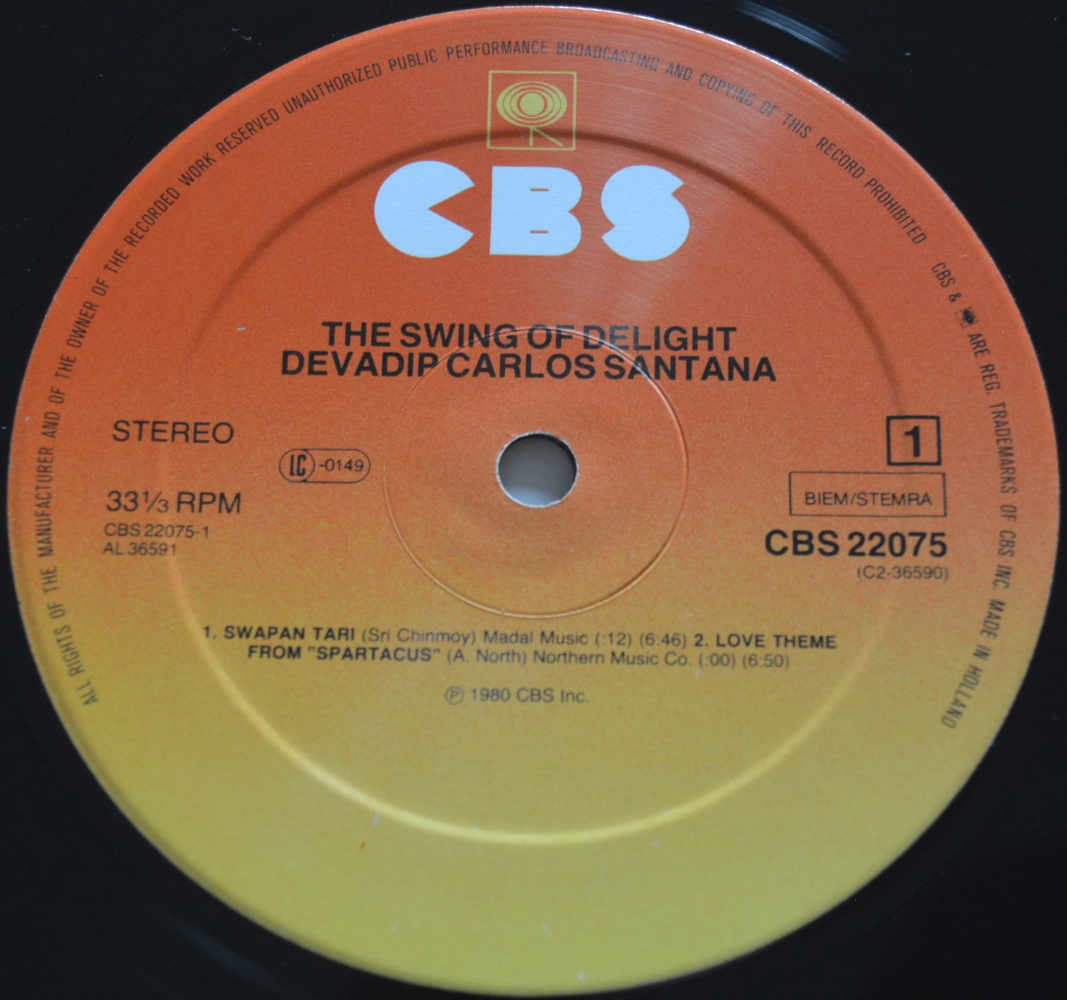 ALL RIGHTS OF THE MANUFACTURER AND OF THE OWNER OF THE RECORDED WORK RESERVED UNAUTHORIZED PUBLIC PERFORMANCE BROADCASTING AND COPYING OF THIS RECORD PROHIBITED CBS & ARE REG. TRADEMARKS OF CBS INC. MADE IN HOLLAND
CBS
THE SWING OF DELIGHT
DEVADIP CARLOS SANTANA
STEREO
LC-0149
33 1/3 RPM
CBS 22075-1
AL 36591
1
BIEM/STEMRA
CBS 22075
(C2-36590)
1. SWAPAN TARI (Sri Chinmoy) Madal Music (:12) (6:46) 2. LOVE THEME
FROM "SPARTACUS" (A. North) Northern Music Co. (:00) (6:50)
℗ 1980 CBS Inc.